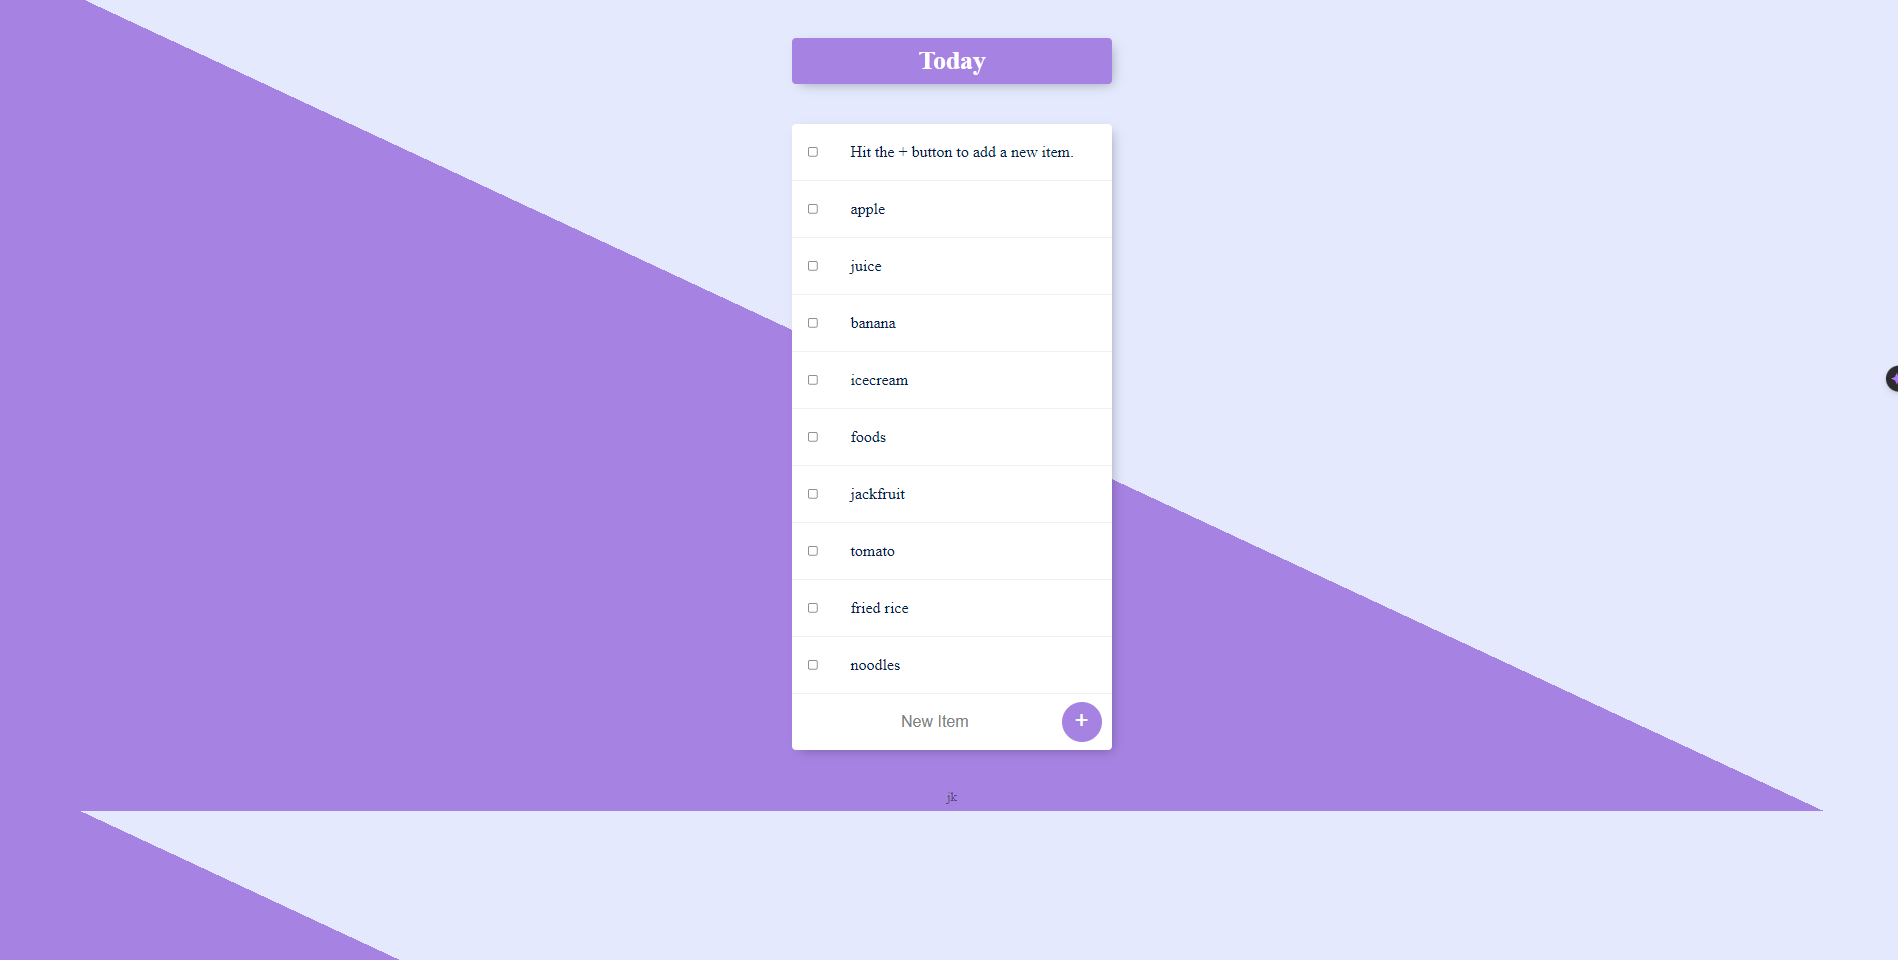 Today
Hit the + button to add a new item.
apple
juice
banana
icecream
foods
jackfruit
tomato
fried rice
noodles
New Item +
jk